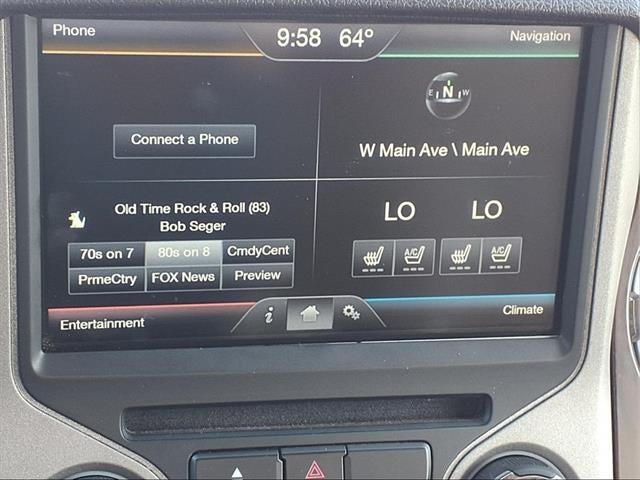 Phone
9:58 64°
Navigation
E N W
Connect a Phone
W Main Ave \ Main Ave
Old Time Rock & Roll (83)
Bob Seger
70s on 7
80s on 8
CmdyCent
PrmeCtry
FOX News
Preview
LO
LO
A/C
A/C
Entertainment
i
Climate